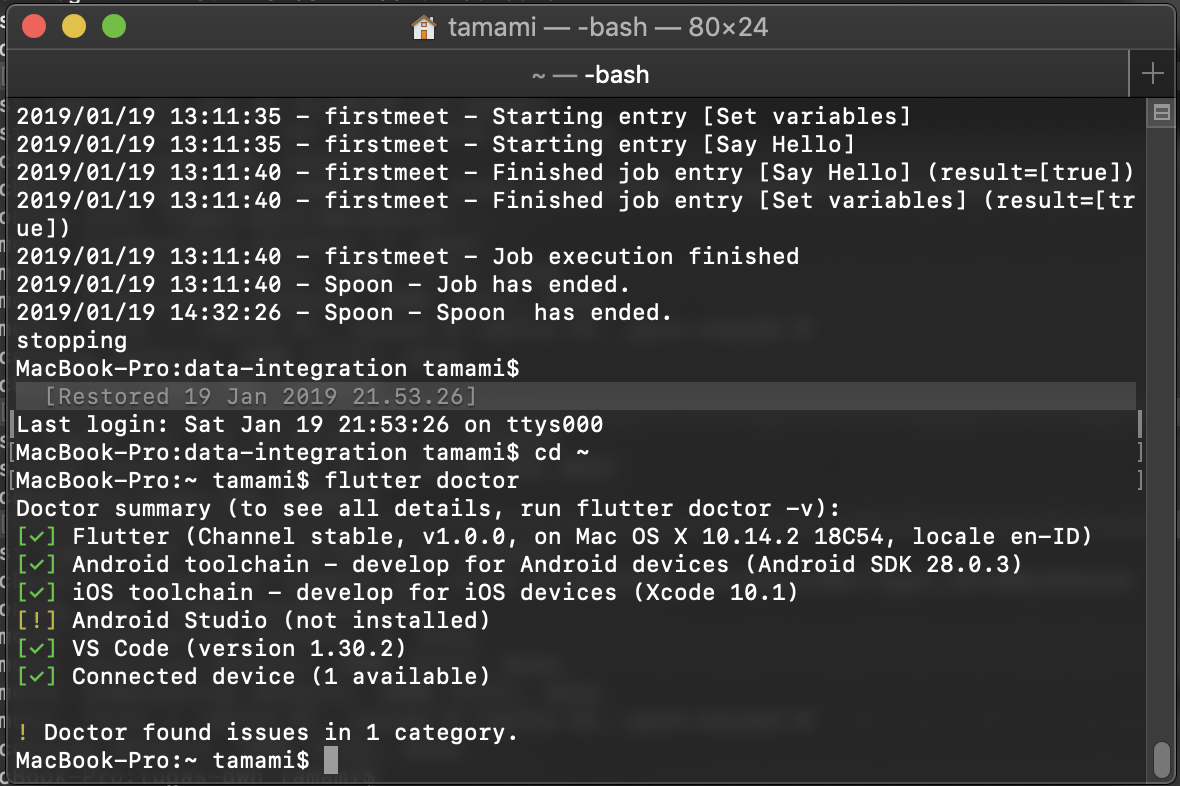 tamami — -bash — 80×24
~ — -bash
2019/01/19 13:11:35 - firstmeet - Starting entry [Set variables]
2019/01/19 13:11:35 - firstmeet - Starting entry [Say Hello]
2019/01/19 13:11:40 - firstmeet - Finished job entry [Say Hello] (result=[true])
2019/01/19 13:11:40 - firstmeet - Finished job entry [Set variables] (result=[tr
ue])
2019/01/19 13:11:40 - firstmeet - Job execution finished
2019/01/19 13:11:40 - Spoon - Job has ended.
2019/01/19 14:32:26 - Spoon - Spoon  has ended.
stopping
MacBook-Pro:data-integration tamami$
[Restored 19 Jan 2019 21.53.26]
Last login: Sat Jan 19 21:53:26 on ttys000
[MacBook-Pro:data-integration tamami$ cd ~ ]
[MacBook-Pro:~ tamami$ flutter doctor ]
Doctor summary (to see all details, run flutter doctor -v):
[✓] Flutter (Channel stable, v1.0.0, on Mac OS X 10.14.2 18C54, locale en-ID)
[✓] Android toolchain - develop for Android devices (Android SDK 28.0.3)
[✓] iOS toolchain - develop for iOS devices (Xcode 10.1)
[!] Android Studio (not installed)
[✓] VS Code (version 1.30.2)
[✓] Connected device (1 available)
! Doctor found issues in 1 category.
MacBook-Pro:~ tamami$